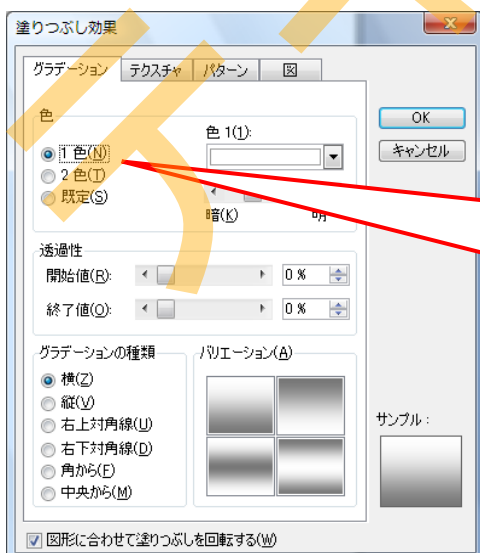 塗りつぶし効果
グラデーション テクスチャ パターン 図
色
色 1(1):
1 色(N)
2 色(T)
既定(S)
暗(K) 明
OK
キャンセル
透過性
開始値(R): 0 %
終了値(O): 0 %
グラデーションの種類
横(Z)
縦(V)
右上対角線(U)
右下対角線(D)
角から(F)
中央から(M)
バリエーション(A)
サンプル:
図形に合わせて塗りつぶしを回転する(W)